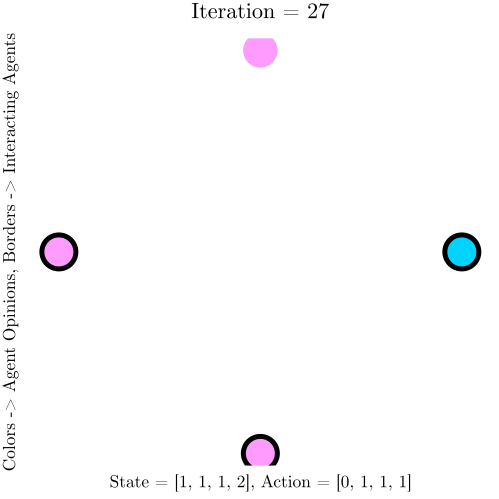 Iteration = 27
Colors -> Agent Opinions, Borders -> Interacting Agents
State = [1, 1, 1, 2], Action = [0, 1, 1, 1]